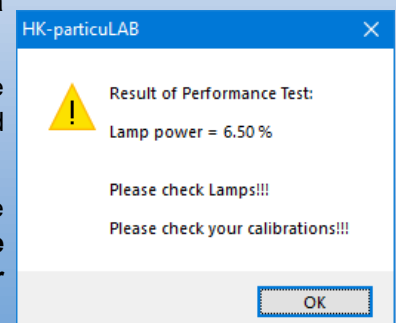 HK-particuLAB
Result of Performance Test:
Lamp power = 6.50 %
Please check Lamps!!!
Please check your calibrations!!!
OK